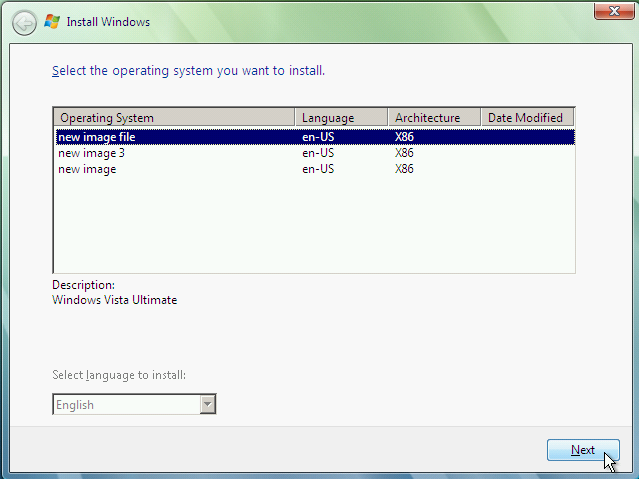 Install Windows
Select the operating system you want to install.
Operating System Language Architecture Date Modified
new image file en-US X86
new image 3 en-US X86
new image en-US X86
Description:
Windows Vista Ultimate
Select language to install:
English
Next